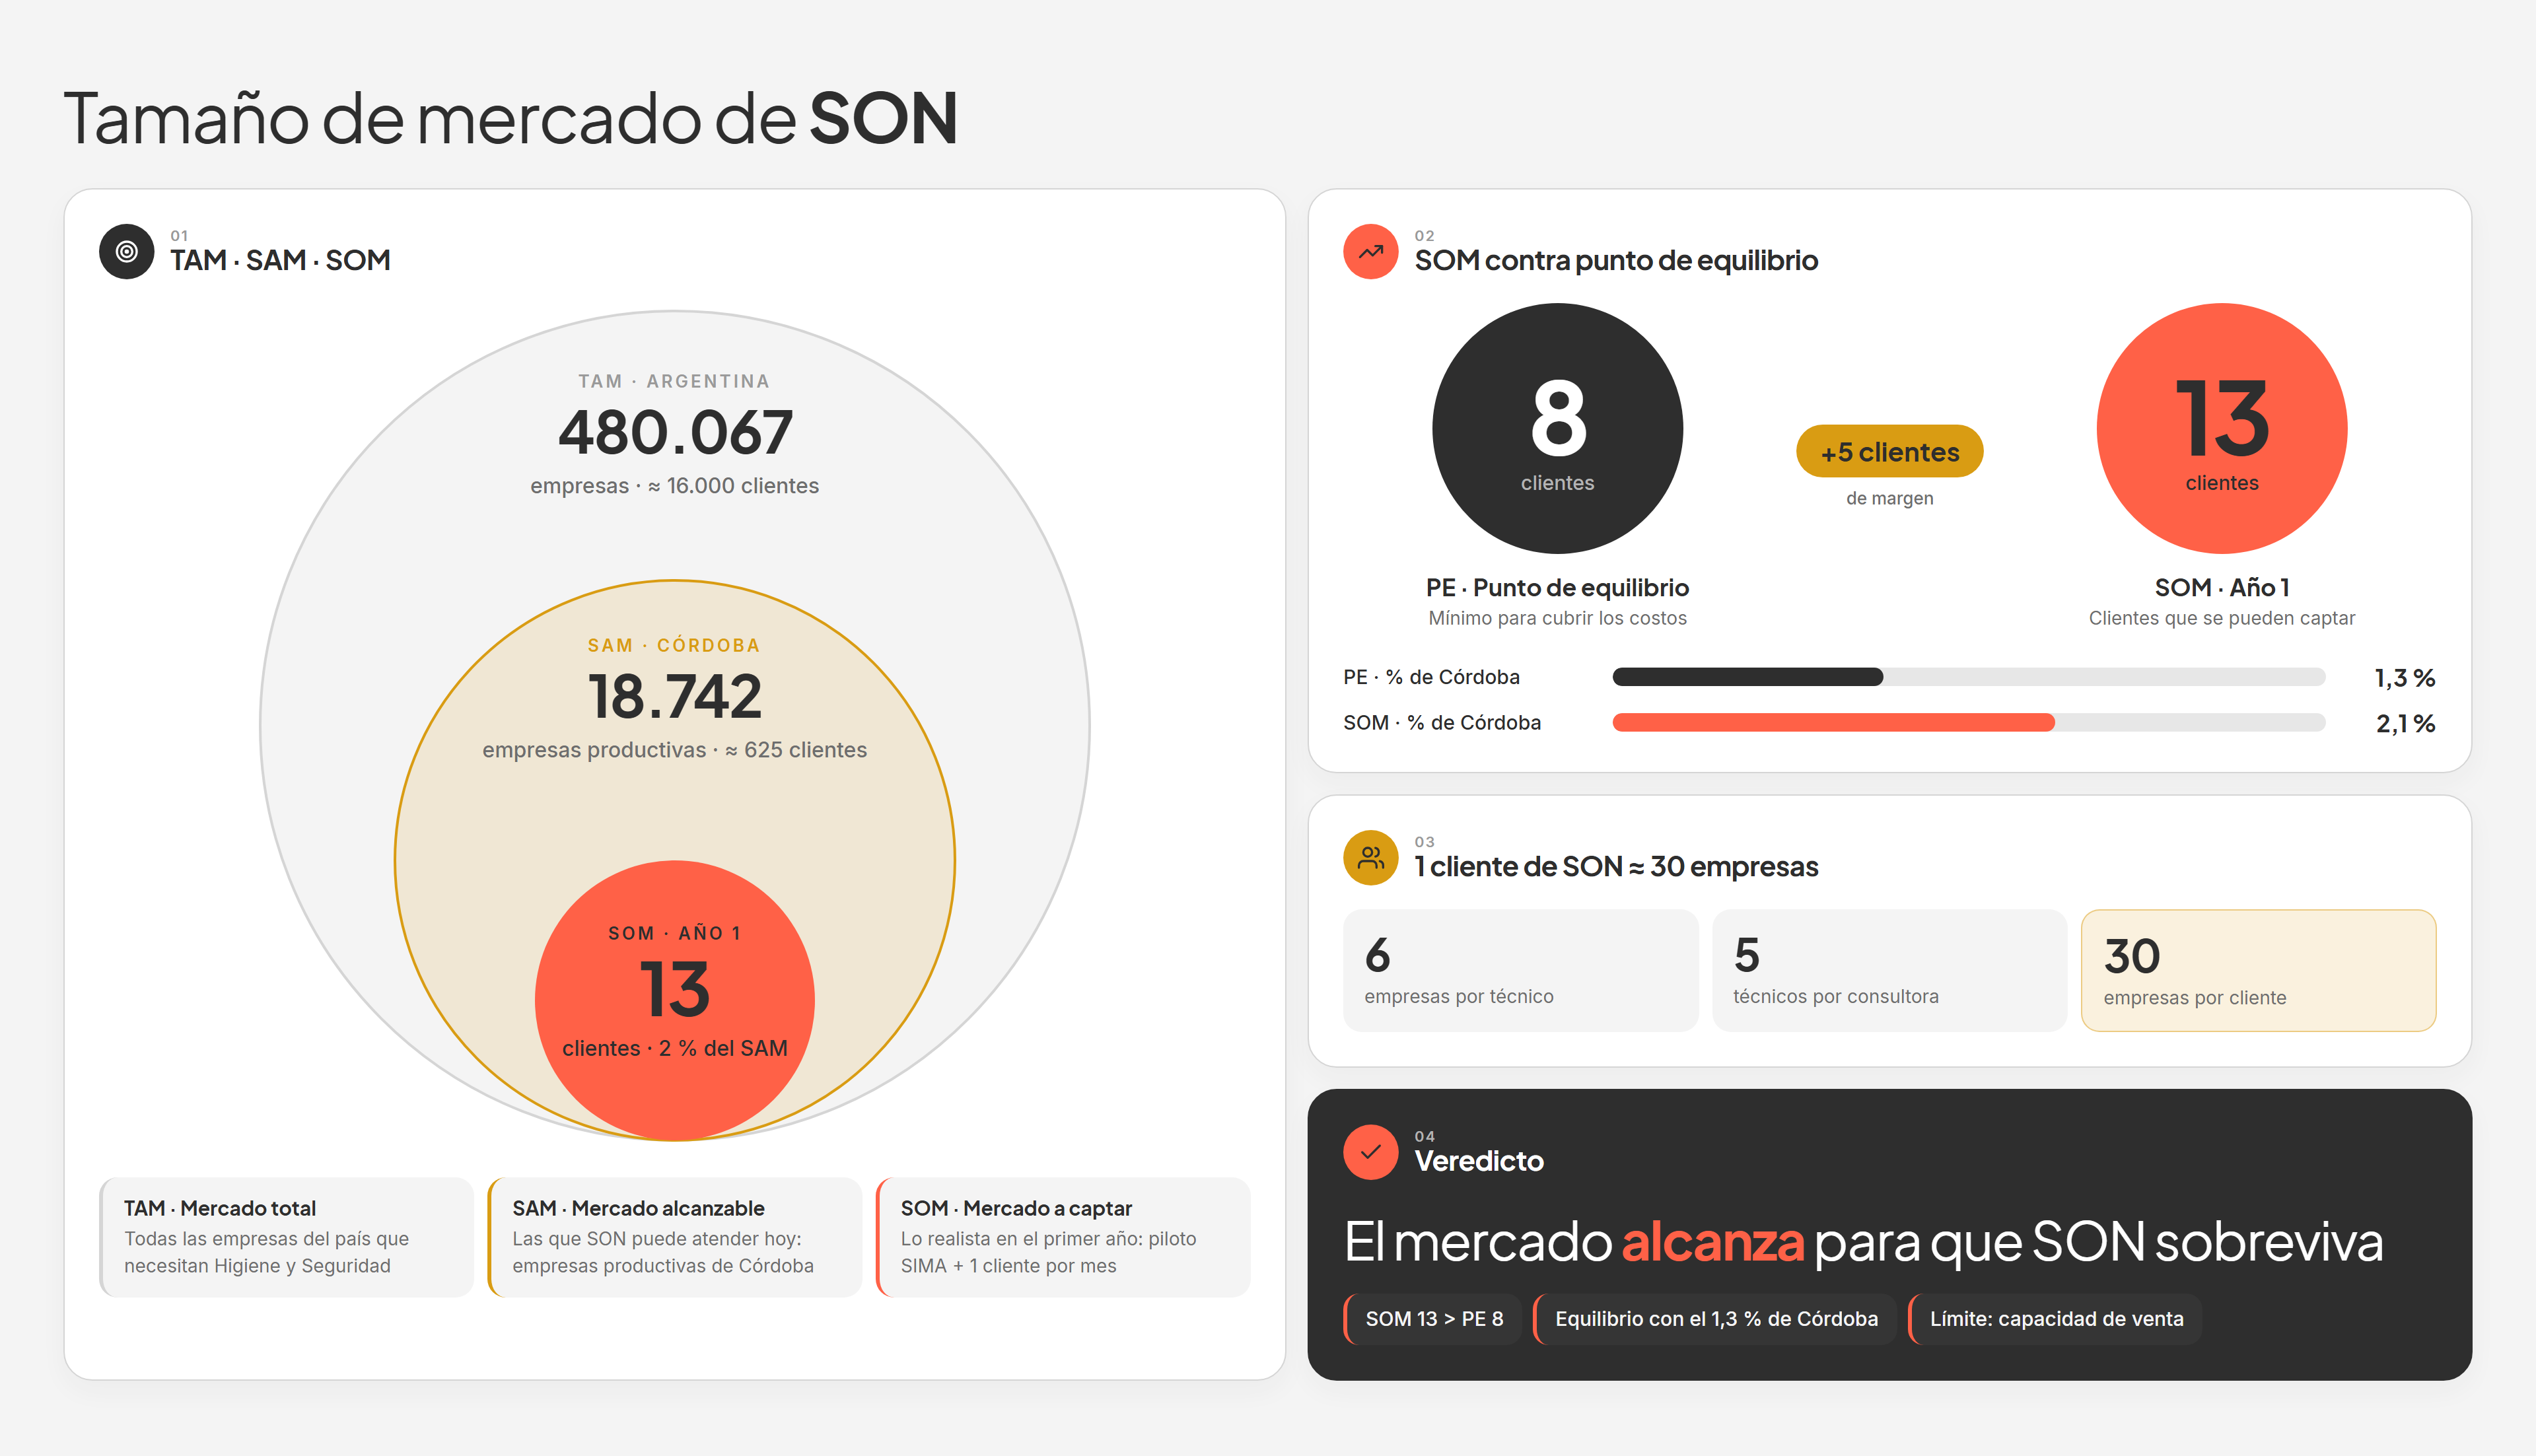 Tamaño de mercado de SON
01
TAM · SAM · SOM
TAM · ARGENTINA
480.067
empresas · ≈ 16.000 clientes
SAM · CÓRDOBA
18.742
empresas productivas · ≈ 625 clientes
SOM · AÑO 1
13
clientes · 2 % del SAM
TAM · Mercado total
Todas las empresas del país que
necesitan Higiene y Seguridad
SAM · Mercado alcanzable
Las que SON puede atender hoy:
empresas productivas de Córdoba
SOM · Mercado a captar
Lo realista en el primer año: piloto
SIMA + 1 cliente por mes
02
SOM contra punto de equilibrio
8
clientes
PE · Punto de equilibrio
Mínimo para cubrir los costos
+5 clientes
de margen
13
clientes
SOM · Año 1
Clientes que se pueden captar
PE · % de Córdoba
1,3 %
SOM · % de Córdoba
2,1 %
03
1 cliente de SON ≈ 30 empresas
6
empresas por técnico
5
técnicos por consultora
30
empresas por cliente
04
Veredicto
El mercado alcanza para que SON sobreviva
SOM 13 > PE 8
Equilibrio con el 1,3 % de Córdoba
Límite: capacidad de venta